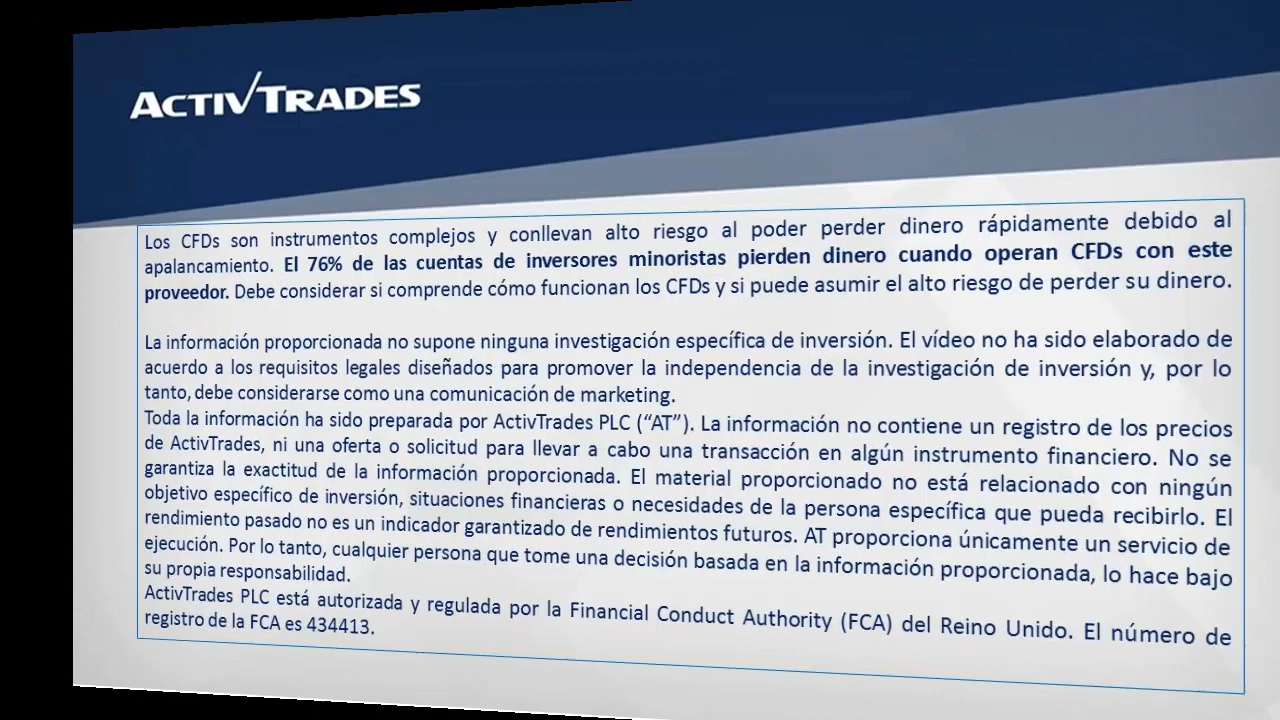 ACTIVTRADES
Los CFDs son instrumentos complejos y conllevan alto riesgo al poder perder dinero rápidamente debido al
apalancamiento. El 76% de las cuentas de inversores minoristas pierden dinero cuando operan CFDs con este
proveedor. Debe considerar si comprende cómo funcionan los CFDs y si puede asumir el alto riesgo de perder su dinero.
La información proporcionada no supone ninguna investigación específica de inversión. El vídeo no ha sido elaborado de
acuerdo a los requisitos legales diseñados para promover la independencia de la investigación de inversión y, por lo
tanto, debe considerarse como una comunicación de marketing.
Toda la información ha sido preparada por ActivTrades PLC (“AT”). La información no contiene un registro de los precios
de ActivTrades, ni una oferta o solicitud para llevar a cabo una transacción en algún instrumento financiero. No se
garantiza la exactitud de la información proporcionada. El material proporcionado no está relacionado con ningún
objetivo específico de inversión, situaciones financieras o necesidades de la persona específica que pueda recibirlo. El
rendimiento pasado no es un indicador garantizado de rendimientos futuros. AT proporciona únicamente un servicio de
ejecución. Por lo tanto, cualquier persona que tome una decisión basada en la información proporcionada, lo hace bajo
su propia responsabilidad.
ActivTrades PLC está autorizada y regulada por la Financial Conduct Authority (FCA) del Reino Unido. El número de
registro de la FCA es 434413.